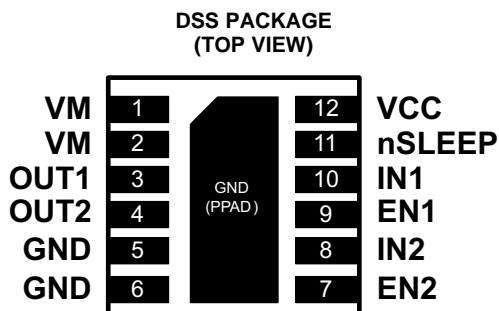 DSS PACKAGE
(TOP VIEW)
VM 1 12 VCC
VM 2 11 nSLEEP
OUT1 3 10 IN1
OUT2 4 9 EN1
GND 5 8 IN2
GND 6 7 EN2
GND
(PPAD)